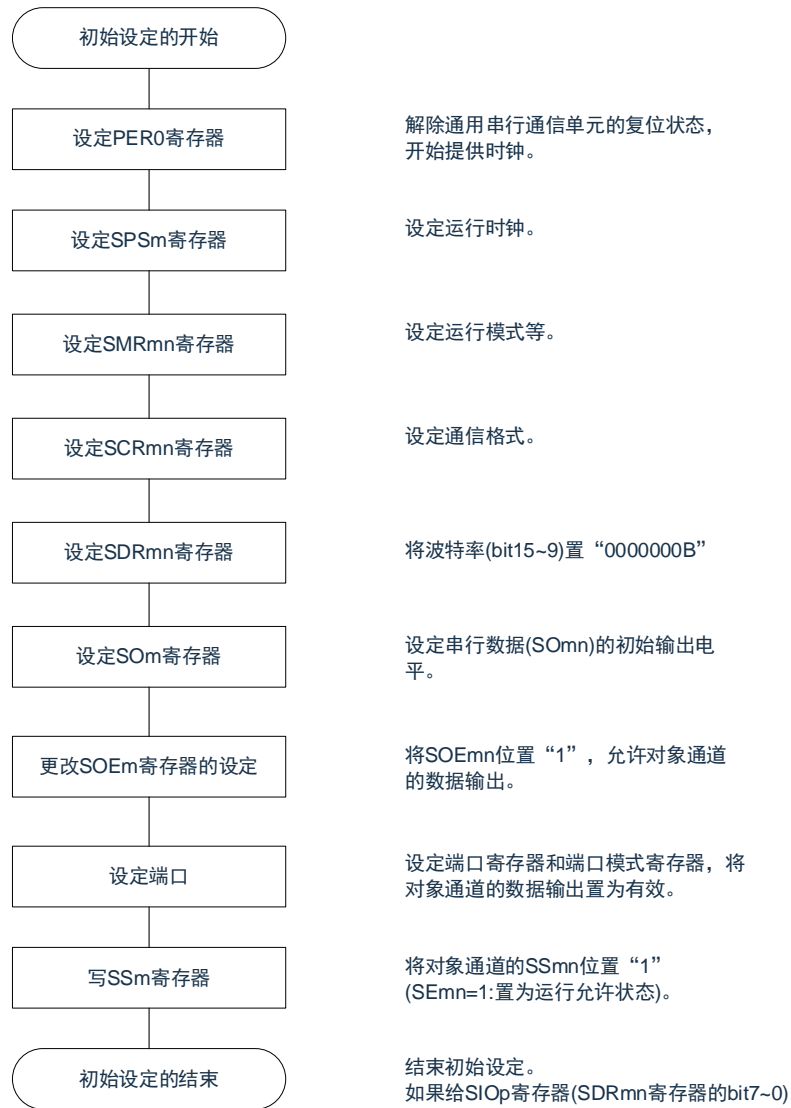 初始设定的开始
设定PER0寄存器
解除通用串行通信单元的复位状态，
开始提供时钟。
设定SPSm寄存器
设定运行时钟。
设定SMRmn寄存器
设定运行模式等。
设定SCRmn寄存器
设定通信格式。
设定SDRmn寄存器
将波特率(bit15~9)置“0000000B”
设定SOm寄存器
设定串行数据(SOmn)的初始输出电
平。
更改SOEm寄存器的设定
将SOEmn位置“1”，允许对象通道
的数据输出。
设定端口
设定端口寄存器和端口模式寄存器，将
对象通道的数据输出置为有效。
写SSm寄存器
将对象通道的SSmn位置“1”
(SEmn=1:置为运行允许状态)。
初始设定的结束
结束初始设定。
如果给SIOp寄存器(SDRmn寄存器的bit7~0)